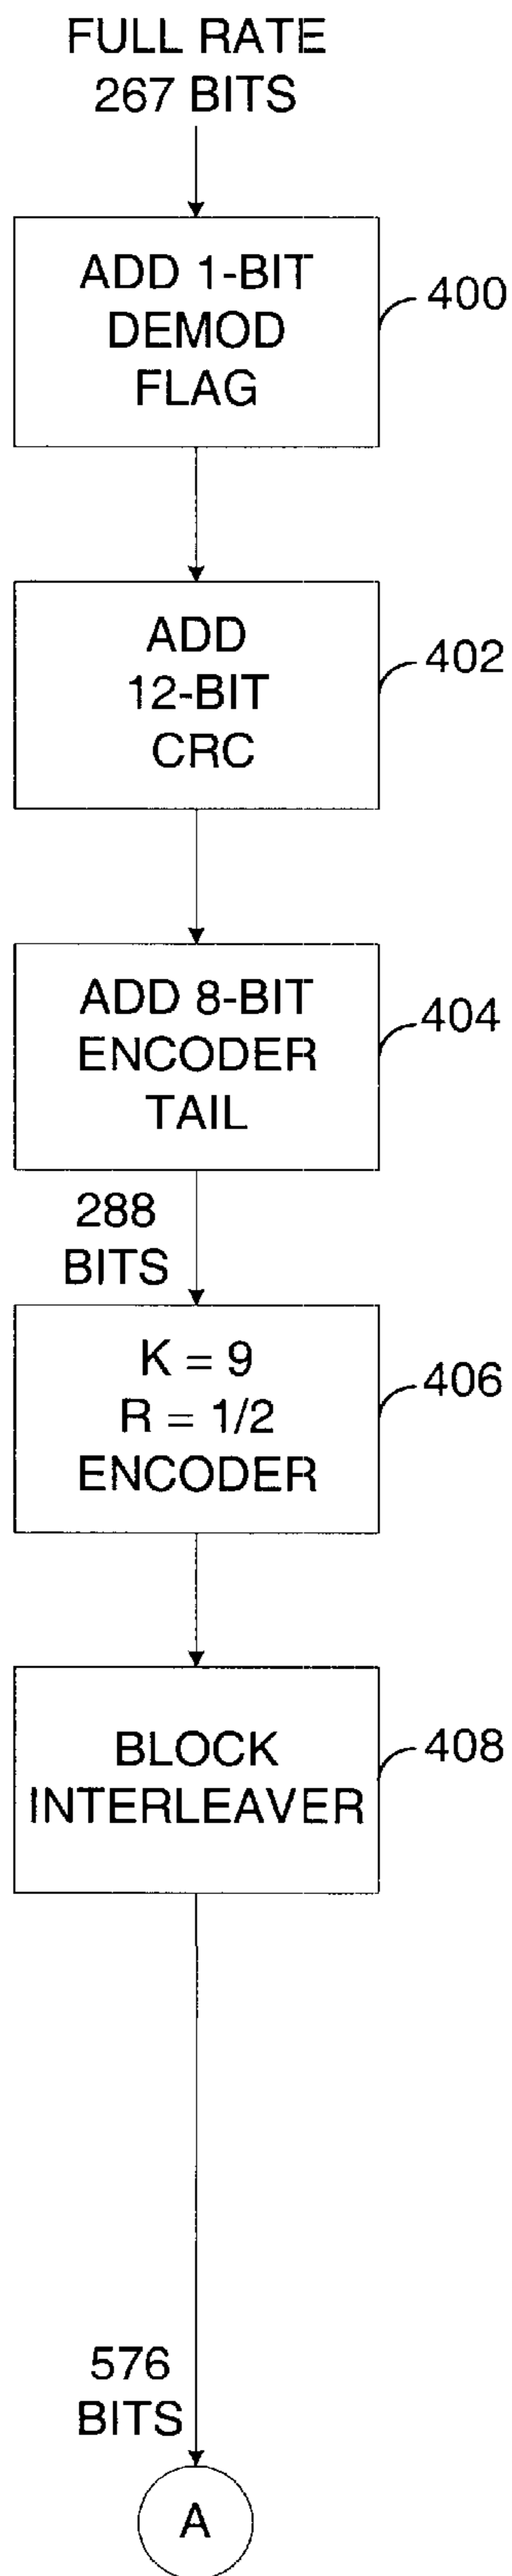 FULL RATE
267 BITS
ADD 1-BIT
DEMOD
FLAG
400
ADD
12-BIT
CRC
402
ADD 8-BIT
ENCODER
TAIL
404
288
BITS
K = 9
R = 1/2
ENCODER
406
BLOCK
INTERLEAVER
408
576
BITS
A